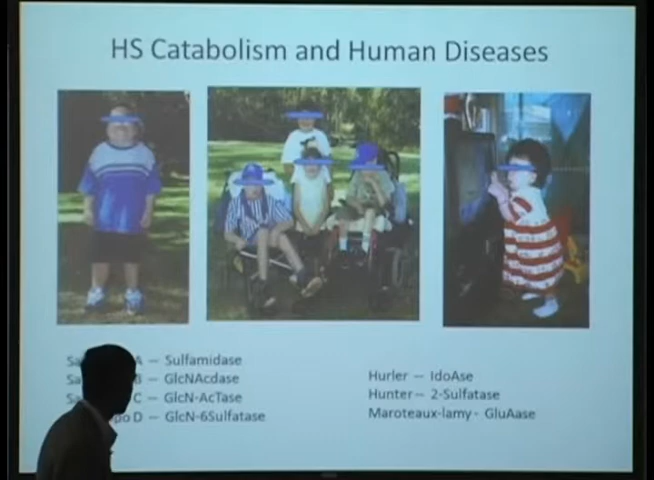 HS Catabolism and Human Diseases
A — Sulfamidase
B — GlcNAcdase
C — GlcN-AcTase
po D — GlcN-6Sulfatase
Hurler — IdoAse
Hunter — 2-Sulfatase
Maroteaux-lamy - GluAase